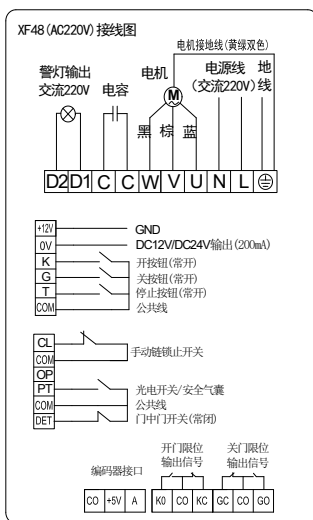 XF48(AC220V)接线图
电机接地线(黄绿双色)
警灯输出 电容 电机 电源线 地
交流220V (交流220V) 线
M
黑 棕 蓝
D2 D1 C C W V U N L
+12V GND
0V DC12V/DC24V输出(200mA)
K 开按钮(常开)
G 关按钮(常开)
T 停止按钮(常开)
COM 公共线
CL
COM 手动链锁止开关
OP
PT 光电开关/安全气囊
COM 公共线
DET 门中门开关(常闭)
开门限位 关门限位
编码器接口 输出信号 输出信号
CO +5V A K0 CO KC GC CO GO